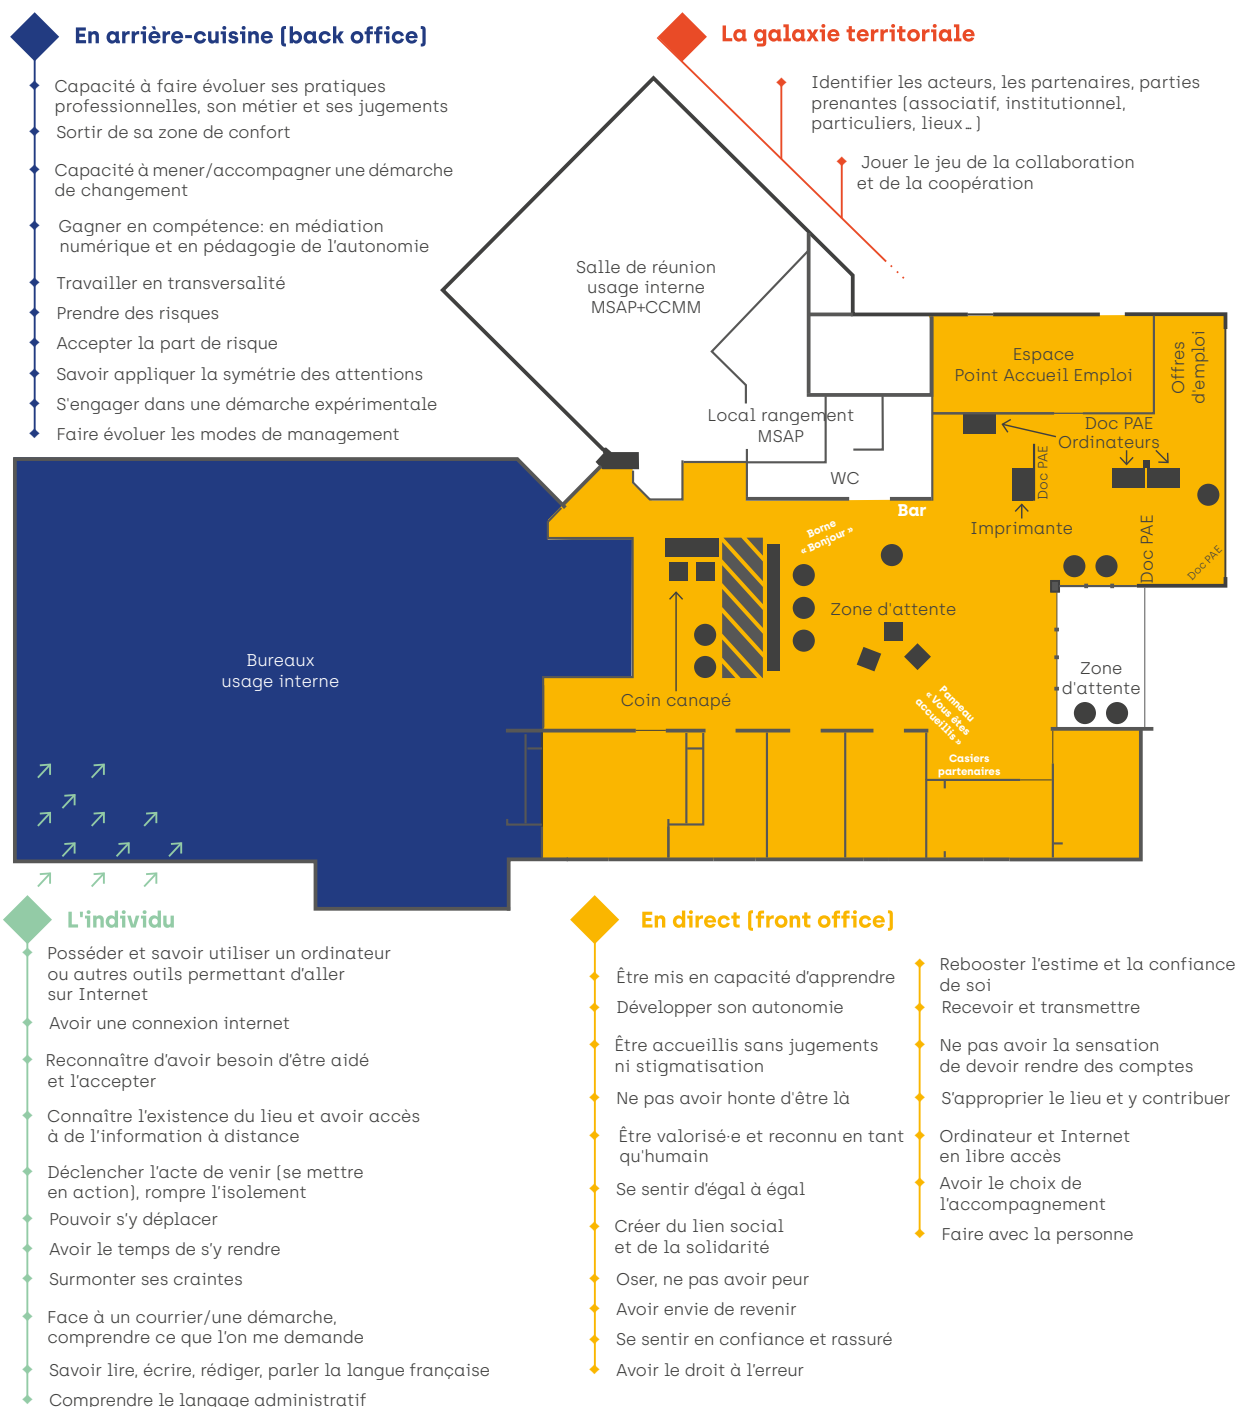 En arrière-cuisine (back office)
Capacité à faire évoluer ses pratiques
professionnelles, son métier et ses jugements
Sortir de sa zone de confort
Capacité à mener/accompagner une démarche
de changement
Gagner en compétence: en médiation
numérique et en pédagogie de l'autonomie
Travailler en transversalité
Prendre des risques
Accepter la part de risque
Savoir appliquer la symétrie des attentions
S'engager dans une démarche expérimentale
Faire évoluer les modes de management
La galaxie territoriale
Identifier les acteurs, les partenaires, parties
prenantes (associatif, institutionnel,
particuliers, lieux…)
Jouer le jeu de la collaboration
et de la coopération
Salle de réunion
usage interne
MSAP+CCMM
Local rangement
MSAP
WC
Espace
Point Accueil Emploi
Offres
d'emploi
Doc PAE
Ordinateurs
Doc PAE
Imprimante
Doc PAE
Doc PAE
Bar
Borne
« Bonjour »
Zone d'attente
Coin canapé
Zone
d'attente
Panneau
« Vous êtes
accueillis »
Casiers
partenaires
Bureaux
usage interne
L'individu
Posséder et savoir utiliser un ordinateur
ou autres outils permettant d'aller
sur Internet
Avoir une connexion internet
Reconnaître d'avoir besoin d'être aidé
et l'accepter
Connaître l'existence du lieu et avoir accès
à de l'information à distance
Déclencher l'acte de venir (se mettre
en action), rompre l'isolement
Pouvoir s'y déplacer
Avoir le temps de s'y rendre
Surmonter ses craintes
Face à un courrier/une démarche,
comprendre ce que l'on me demande
Savoir lire, écrire, rédiger, parler la langue française
Comprendre le langage administratif
En direct (front office)
Être mis en capacité d'apprendre
Développer son autonomie
Être accueillis sans jugements
ni stigmatisation
Ne pas avoir honte d'être là
Être valorisé·e et reconnu en tant
qu'humain
Se sentir d'égal à égal
Créer du lien social
et de la solidarité
Oser, ne pas avoir peur
Avoir envie de revenir
Se sentir en confiance et rassuré
Avoir le droit à l'erreur
Rebooster l'estime et la confiance
de soi
Recevoir et transmettre
Ne pas avoir la sensation
de devoir rendre des comptes
S'approprier le lieu et y contribuer
Ordinateur et Internet
en libre accès
Avoir le choix de
l'accompagnement
Faire avec la personne